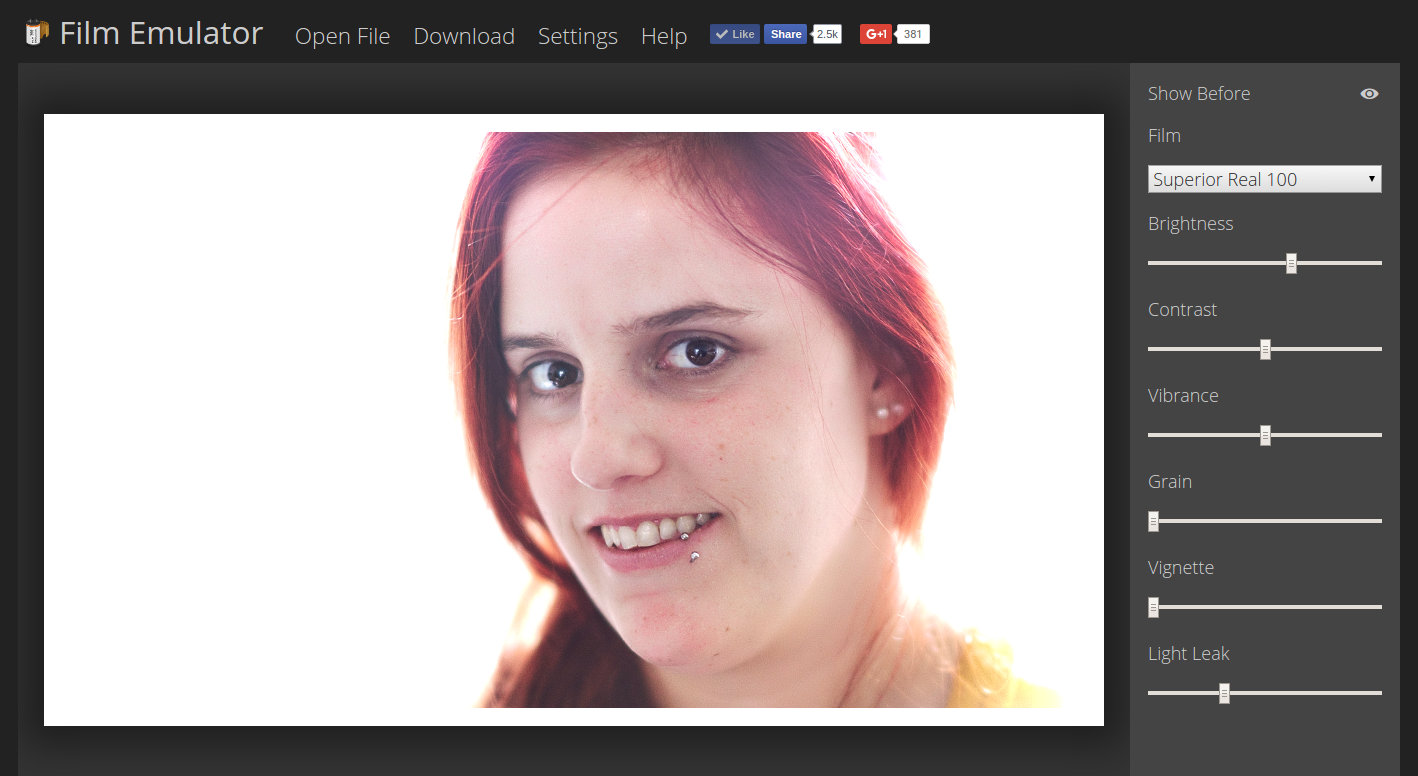 Film Emulator Open File Download Settings Help Like Share 2.5k G+1 381
Show Before
Film
Superior Real 100
Brightness
Contrast
Vibrance
Grain
Vignette
Light Leak